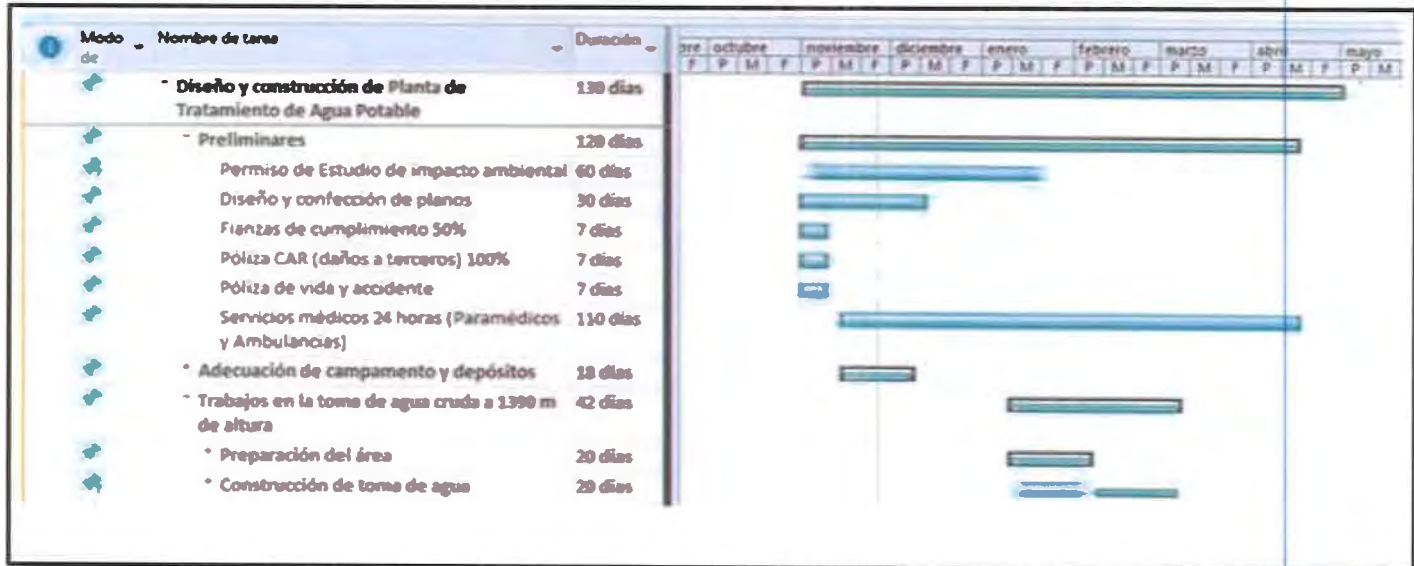 Modo de
Nombre de tarea
Duración
bre octubre noviembre diciembre enero febrero marzo abril mayo
F P M F P M F P M F P M F P M F P M F P M F P M
- Diseño y construcción de Planta de 130 días
Tratamiento de Agua Potable
- Preliminares 120 días
Permiso de Estudio de impacto ambiental 60 días
Diseño y confección de planos 30 días
Fianzas de cumplimiento 50% 7 días
Póliza CAR (daños a terceros) 100% 7 días
Póliza de vida y accidente 7 días
Servicios médicos 24 horas (Paramédicos 110 días
y Ambulancias)
Adecuación de campamento y depósitos 18 días
- Trabajos en la toma de agua cruda a 1390 m 42 días
de altura
Preparación del área 20 días
Construcción de toma de agua 20 días